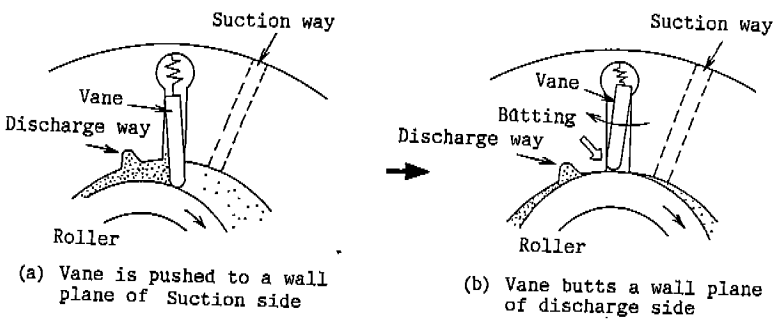 Suction way
Vane
Discharge way
Roller
(a) Vane is pushed to a wall
plane of Suction side
Suction way
Vane
Butting
Discharge way
Roller
(b) Vane butts a wall plane
of discharge side